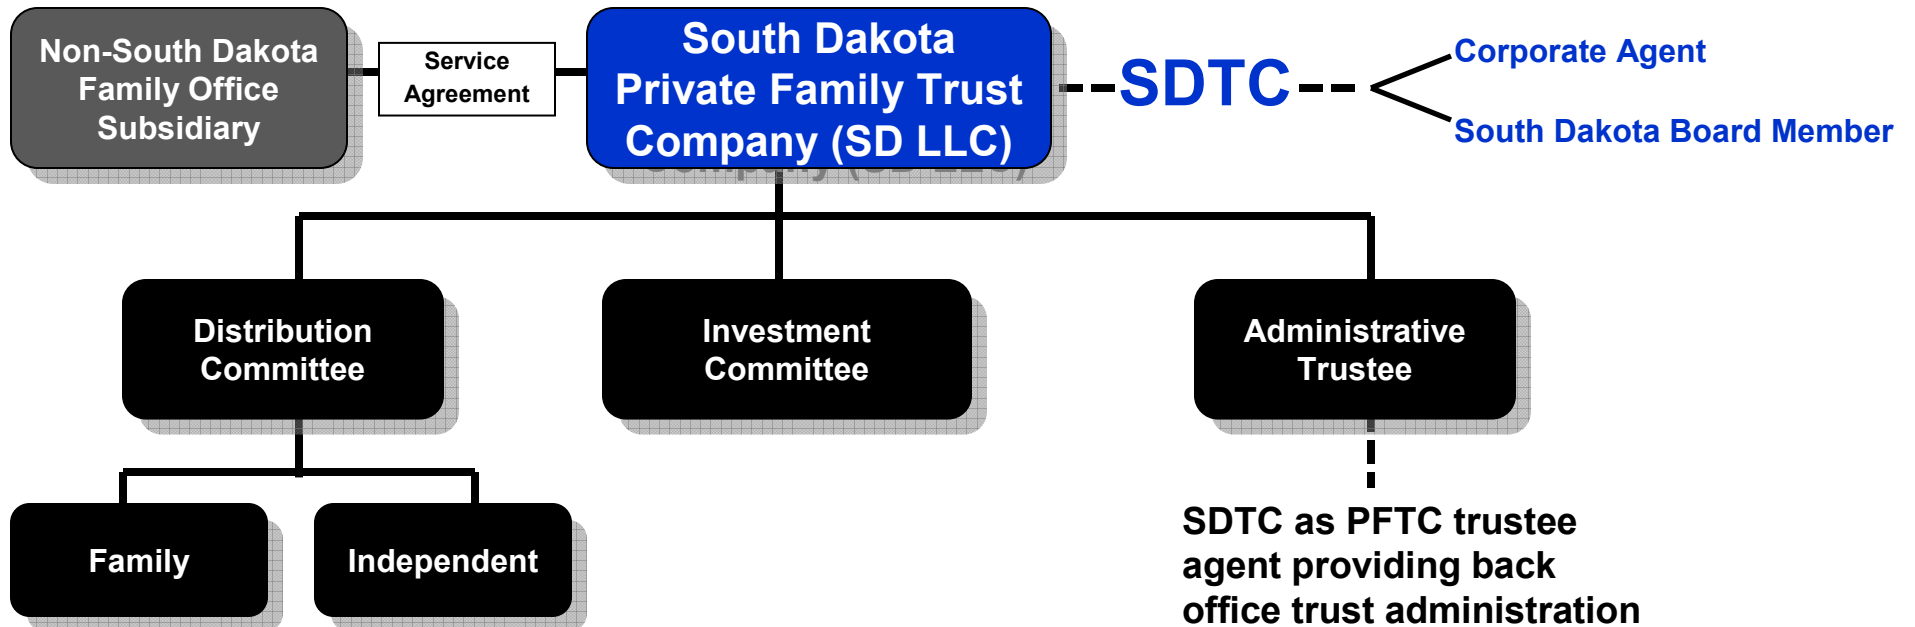 Non-South Dakota
Family Office
Subsidiary
Service
Agreement
South Dakota
Private Family Trust
Company (SD LLC)
SDTC
Corporate Agent
South Dakota Board Member
Distribution
Committee
Investment
Committee
Administrative
Trustee
Family
Independent
SDTC as PFTC trustee
agent providing back
office trust administration